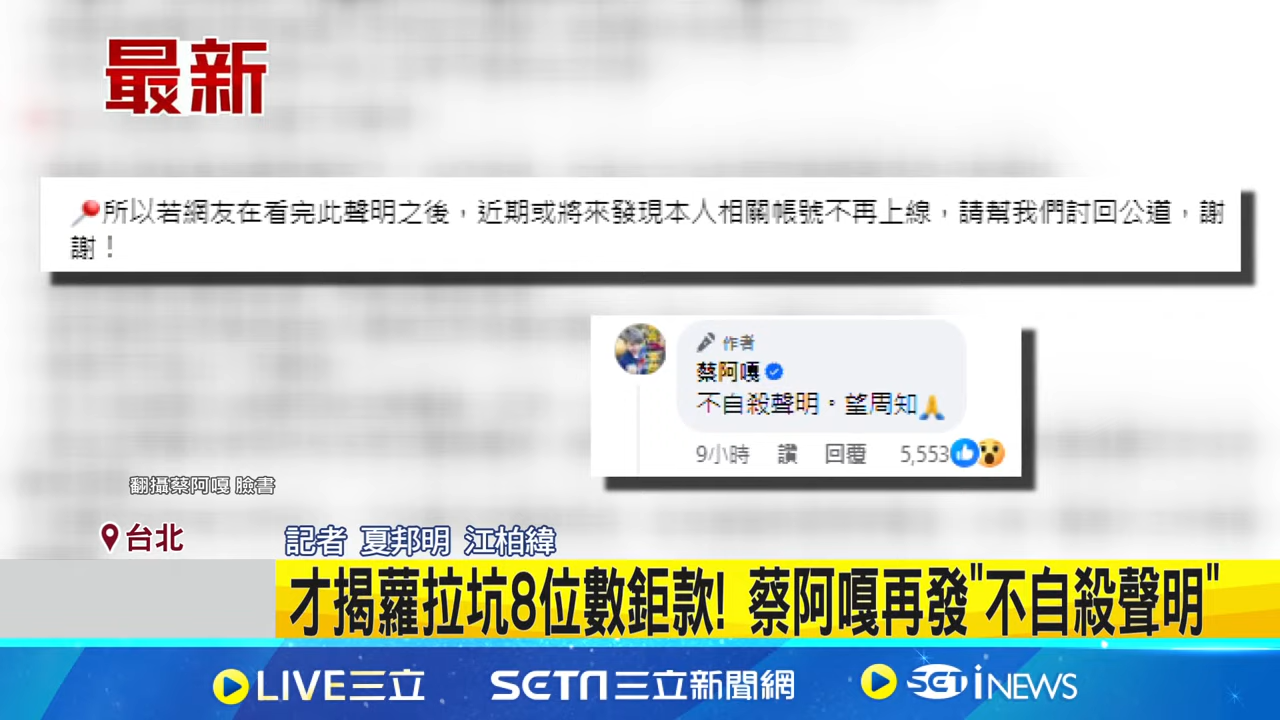 最新
所以若網友在看完此聲明之後，近期或將來發現本人相關帳號不再上線，請幫我們討回公道，謝
謝！
作者
蔡阿嘎
不自殺聲明。望周知
9小時 讚 回覆 5,553
翻攝蔡阿嘎 臉書
台北
記者 夏邦明 江柏緯
才揭蘿拉坑8位數鉅款! 蔡阿嘎再發"不自殺聲明"
LIVE三立 SETN三立新聞網 SETiNEWS